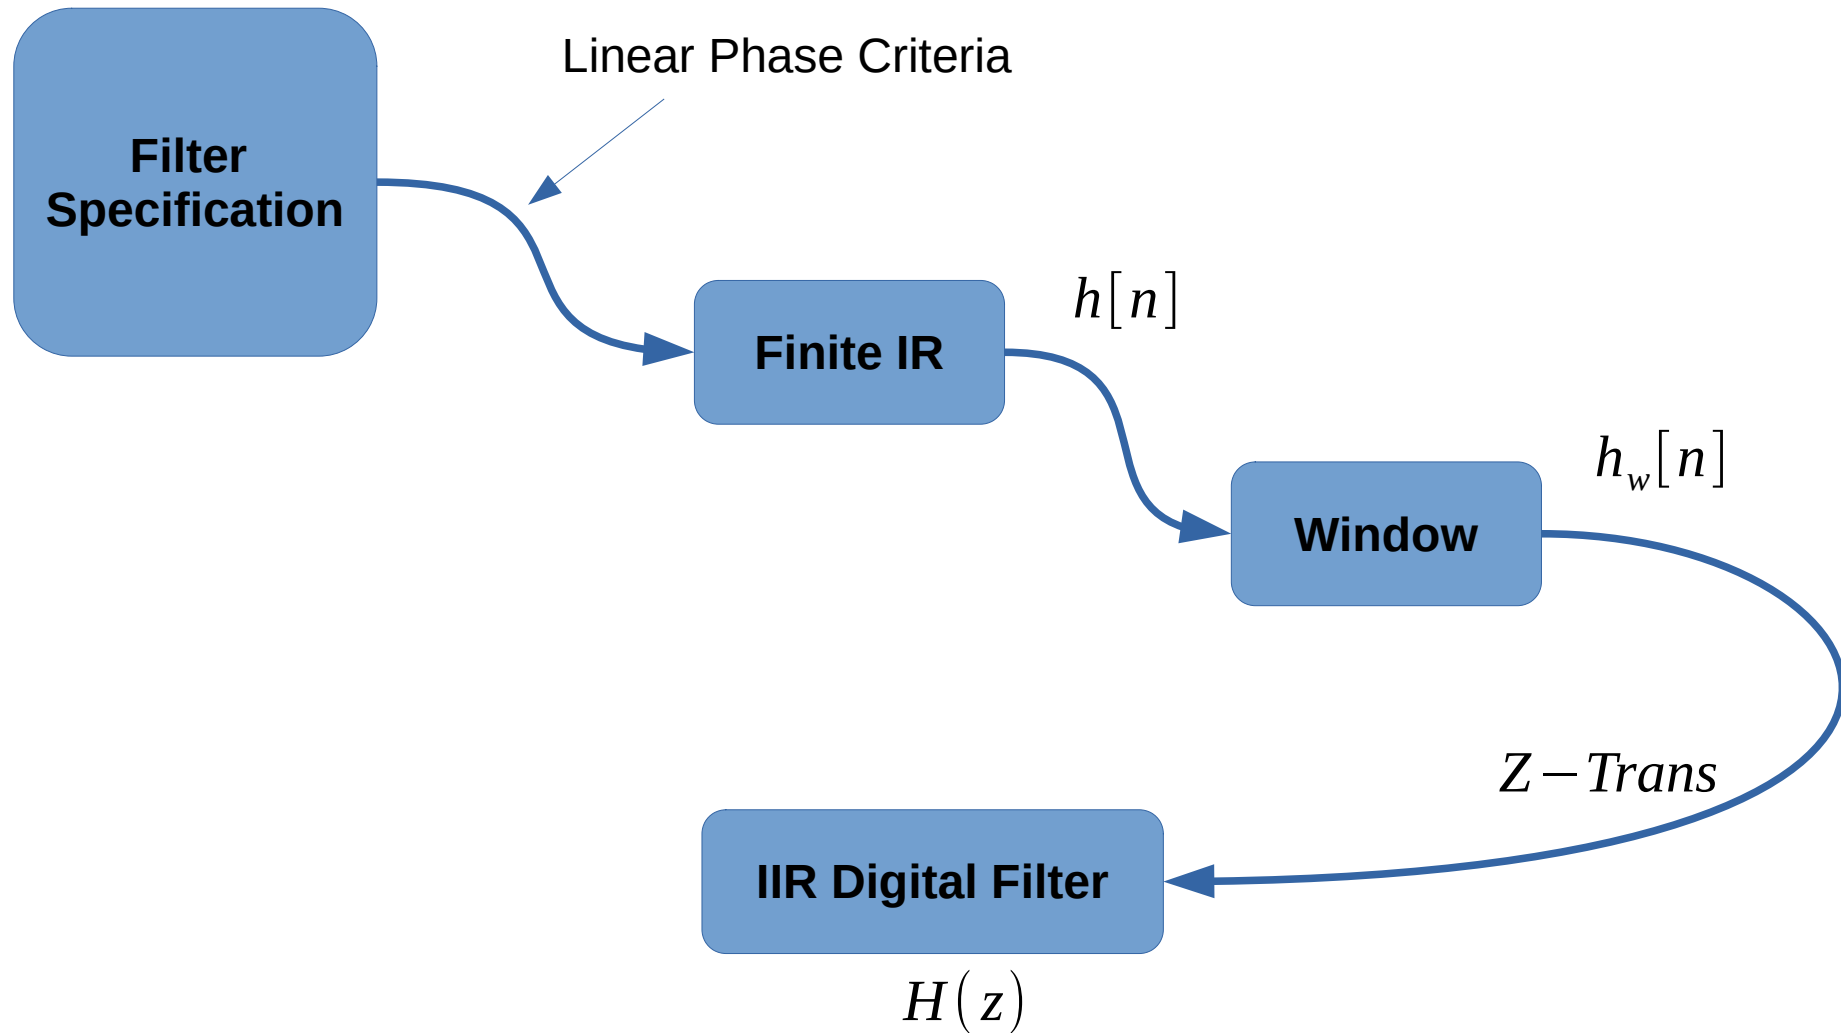 Linear Phase Criteria
Filter
Specification
h[n]
Finite IR
h_w[n]
Window
Z – Trans
IIR Digital Filter
H(z)